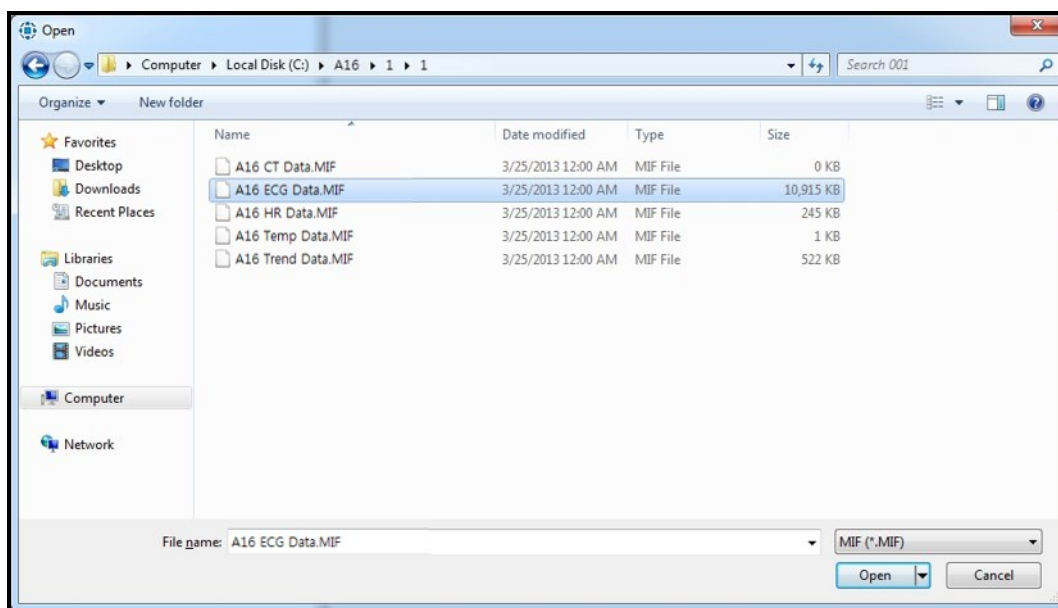 Open
Computer Local Disk (C:) A16 1 1
Search 001
Organize New folder
Favorites
Desktop
Downloads
Recent Places
Libraries
Documents
Music
Pictures
Videos
Computer
Network
Name Date modified Type Size
A16 CT Data.MIF 3/25/2013 12:00 AM MIF File 0 KB
A16 ECG Data.MIF 3/25/2013 12:00 AM MIF File 10,915 KB
A16 HR Data.MIF 3/25/2013 12:00 AM MIF File 245 KB
A16 Temp Data.MIF 3/25/2013 12:00 AM MIF File 1 KB
A16 Trend Data.MIF 3/25/2013 12:00 AM MIF File 522 KB
File name: A16 ECG Data.MIF MIF (*.MIF)
Open Cancel